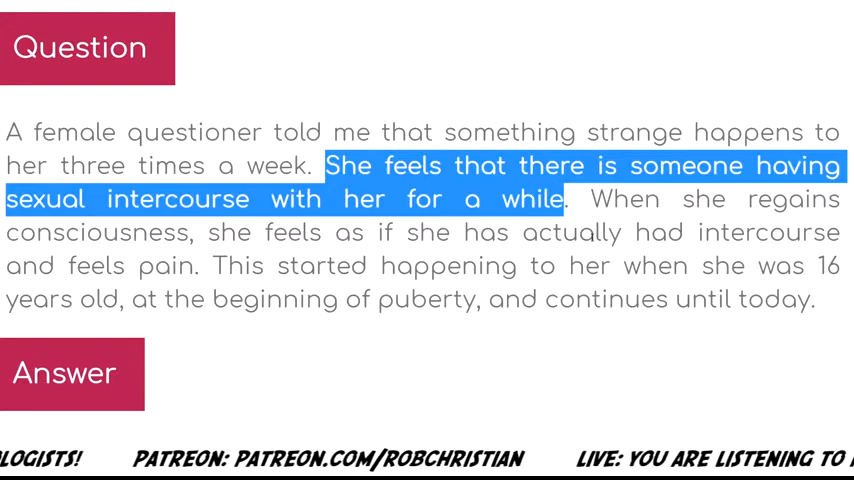 Question
A female questioner told me that something strange happens to
her three times a week. She feels that there is someone having
sexual intercourse with her for a while. When she regains
consciousness, she feels as if she has actually had intercourse
and feels pain. This started happening to her when she was 16
years old, at the beginning of puberty, and continues until today.
Answer
LOGISTS! PATREON: PATREON.COM/ROBCHRISTIAN LIVE: YOU ARE LISTENING TO